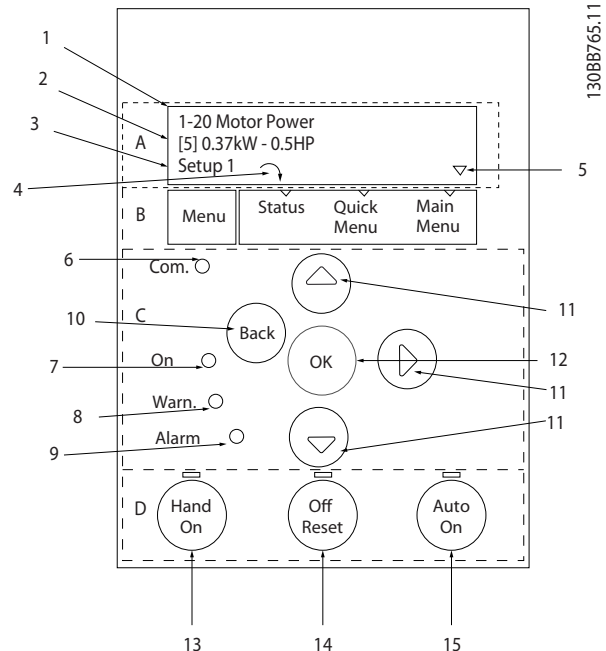 130BB765.11
1
2
3
4
A
1-20 Motor Power
[5] 0.37kW - 0.5HP
Setup 1
5
B
Menu
Status
Quick
Menu
Main
Menu
6
Com.
11
C
10
Back
OK
12
7
On
11
8
Warn.
11
9
Alarm
D
Hand
On
Off
Reset
Auto
On
13
14
15